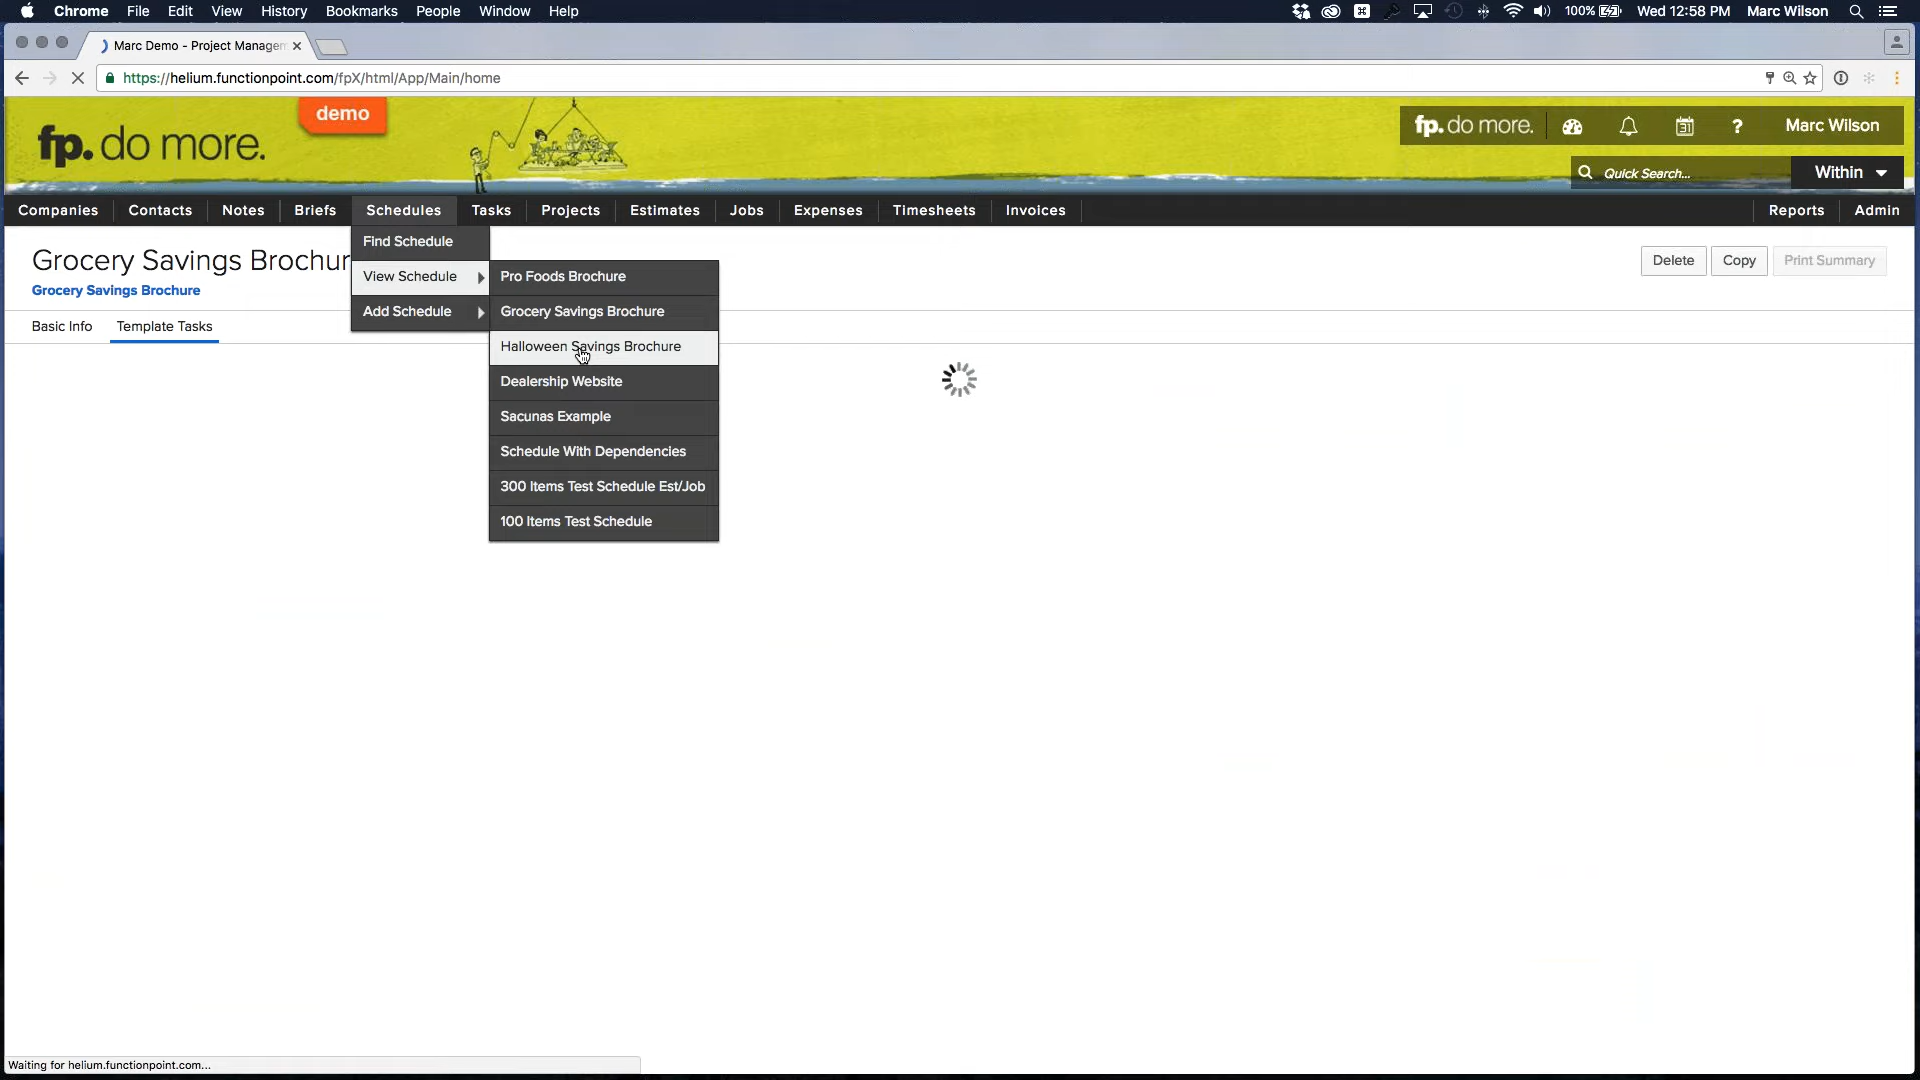 Chrome File Edit View History Bookmarks People Window Help 100% Wed 12:58 PM Marc Wilson
Marc Demo - Project Managem
https://helium.functionpoint.com/fpX/html/App/Main/home
demo
fp. do more.
fp. do more. 31 ? Marc Wilson
Quick Search... Within
Companies Contacts Notes Briefs Schedules Tasks Projects Estimates Jobs Expenses Timesheets Invoices Reports Admin
Grocery Savings Brochur
Grocery Savings Brochure
Delete Copy Print Summary
Basic Info Template Tasks
Find Schedule
View Schedule
Add Schedule
Pro Foods Brochure
Grocery Savings Brochure
Halloween Savings Brochure
Dealership Website
Sacunas Example
Schedule With Dependencies
300 Items Test Schedule Est/Job
100 Items Test Schedule
Waiting for helium.functionpoint.com...